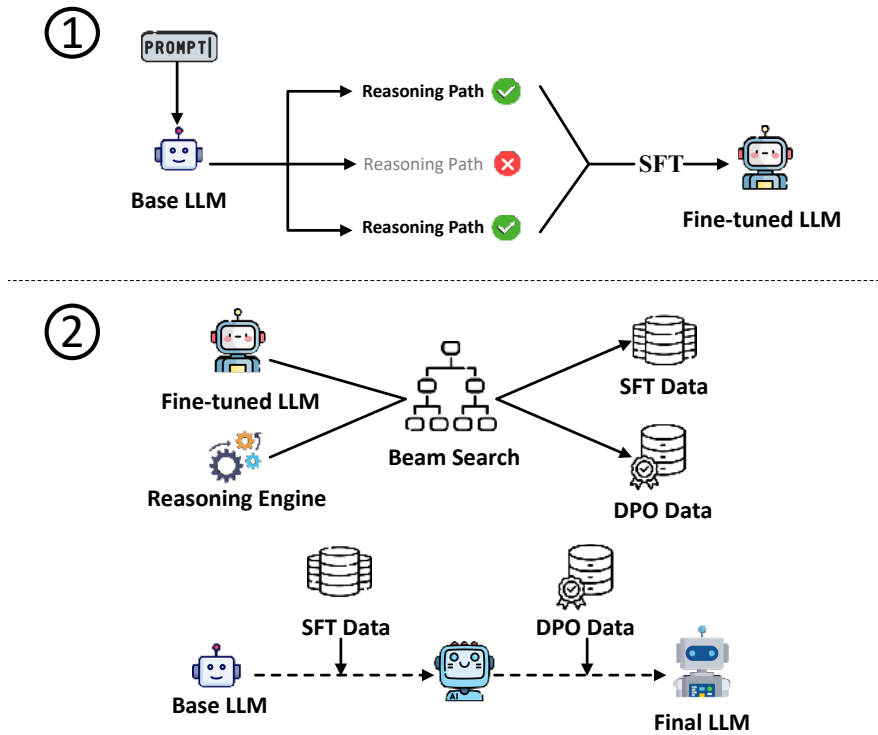 ①
PROMPT|
Base LLM
Reasoning Path
Reasoning Path
Reasoning Path
SFT
Fine-tuned LLM
②
Fine-tuned LLM
Reasoning Engine
Beam Search
SFT Data
DPO Data
SFT Data
DPO Data
Base LLM
AI
Final LLM